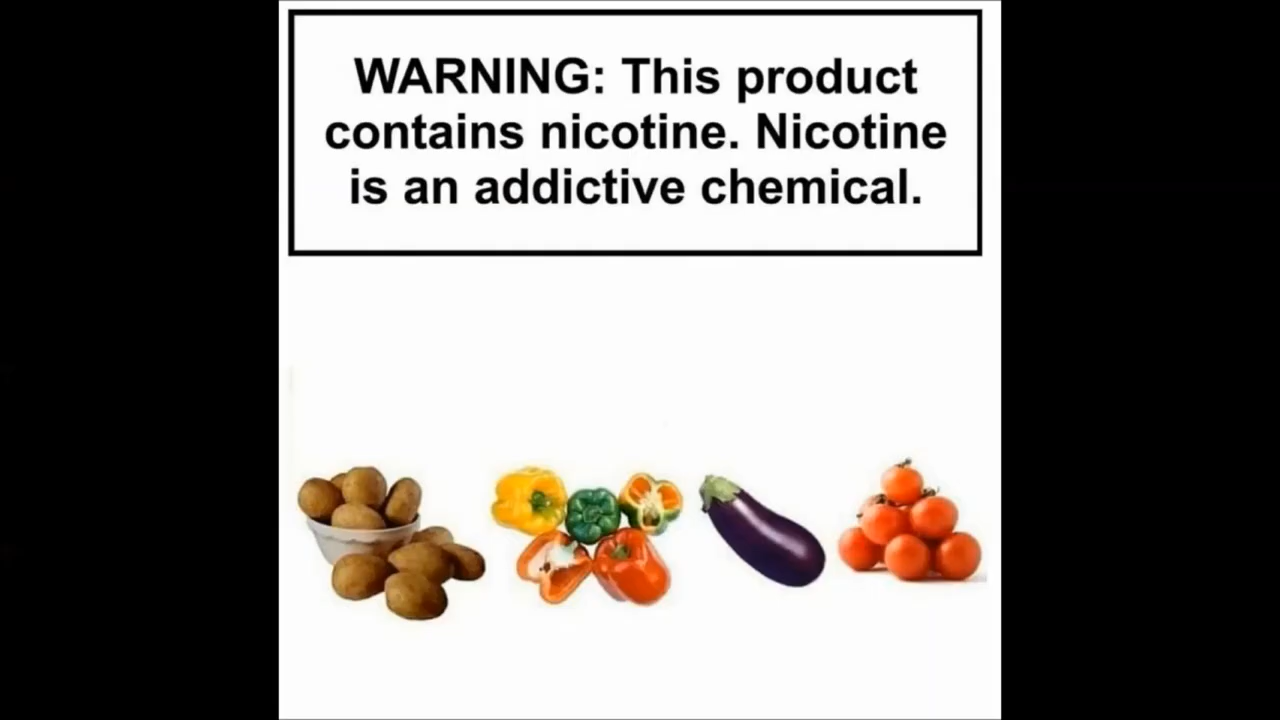 WARNING: This product
contains nicotine. Nicotine
is an addictive chemical.